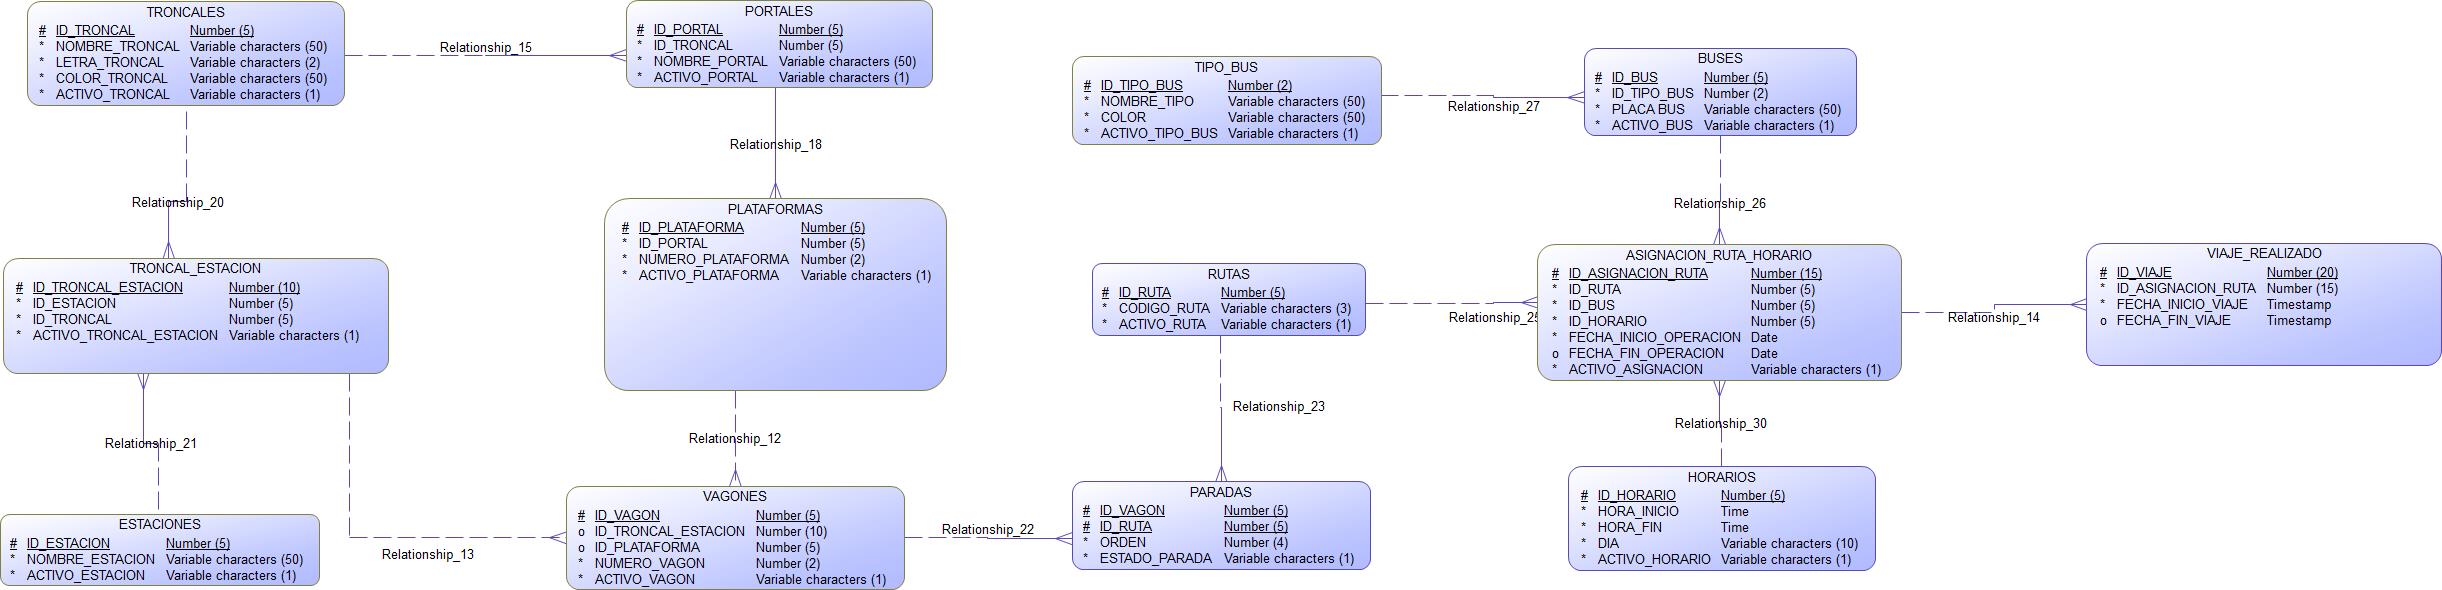 TRONCALES
# ID_TRONCAL Number (5)
* NOMBRE_TRONCAL Variable characters (50)
* LETRA_TRONCAL Variable characters (2)
* COLOR_TRONCAL Variable characters (50)
* ACTIVO_TRONCAL Variable characters (1)
Relationship_15
PORTALES
# ID_PORTAL Number (5)
* ID_TRONCAL Number (5)
* NOMBRE_PORTAL Variable characters (50)
* ACTIVO_PORTAL Variable characters (1)
TIPO_BUS
# ID_TIPO_BUS Number (2)
* NOMBRE_TIPO Variable characters (50)
* COLOR Variable characters (50)
* ACTIVO_TIPO_BUS Variable characters (1)
Relationship_27
BUSES
# ID_BUS Number (5)
* ID_TIPO_BUS Number (2)
* PLACA BUS Variable characters (50)
* ACTIVO_BUS Variable characters (1)
Relationship_18
Relationship_20
Relationship_26
PLATAFORMAS
# ID_PLATAFORMA Number (5)
* ID_PORTAL Number (5)
* NUMERO_PLATAFORMA Number (2)
* ACTIVO_PLATAFORMA Variable characters (1)
TRONCAL_ESTACION
# ID_TRONCAL_ESTACION Number (10)
* ID_ESTACION Number (5)
* ID_TRONCAL Number (5)
* ACTIVO_TRONCAL_ESTACION Variable characters (1)
RUTAS
# ID_RUTA Number (5)
* CODIGO_RUTA Variable characters (3)
* ACTIVO_RUTA Variable characters (1)
Relationship_25
ASIGNACION_RUTA_HORARIO
# ID_ASIGNACION_RUTA Number (15)
* ID_RUTA Number (5)
* ID_BUS Number (5)
* ID_HORARIO Number (5)
* FECHA_INICIO_OPERACION Date
o FECHA_FIN_OPERACION Date
* ACTIVO_ASIGNACION Variable characters (1)
Relationship_14
VIAJE_REALIZADO
# ID_VIAJE Number (20)
* ID_ASIGNACION_RUTA Number (15)
* FECHA_INICIO_VIAJE Timestamp
o FECHA_FIN_VIAJE Timestamp
Relationship_21
Relationship_12
Relationship_23
Relationship_30
ESTACIONES
# ID_ESTACION Number (5)
* NOMBRE_ESTACION Variable characters (50)
* ACTIVO_ESTACION Variable characters (1)
Relationship_13
VAGONES
# ID_VAGON Number (5)
o ID_TRONCAL_ESTACION Number (10)
o ID_PLATAFORMA Number (5)
* NUMERO_VAGON Number (2)
* ACTIVO_VAGON Variable characters (1)
Relationship_22
PARADAS
# ID_VAGON Number (5)
# ID_RUTA Number (5)
* ORDEN Number (4)
* ESTADO_PARADA Variable characters (1)
HORARIOS
# ID_HORARIO Number (5)
* HORA_INICIO Time
* HORA_FIN Time
* DIA Variable characters (10)
* ACTIVO_HORARIO Variable characters (1)